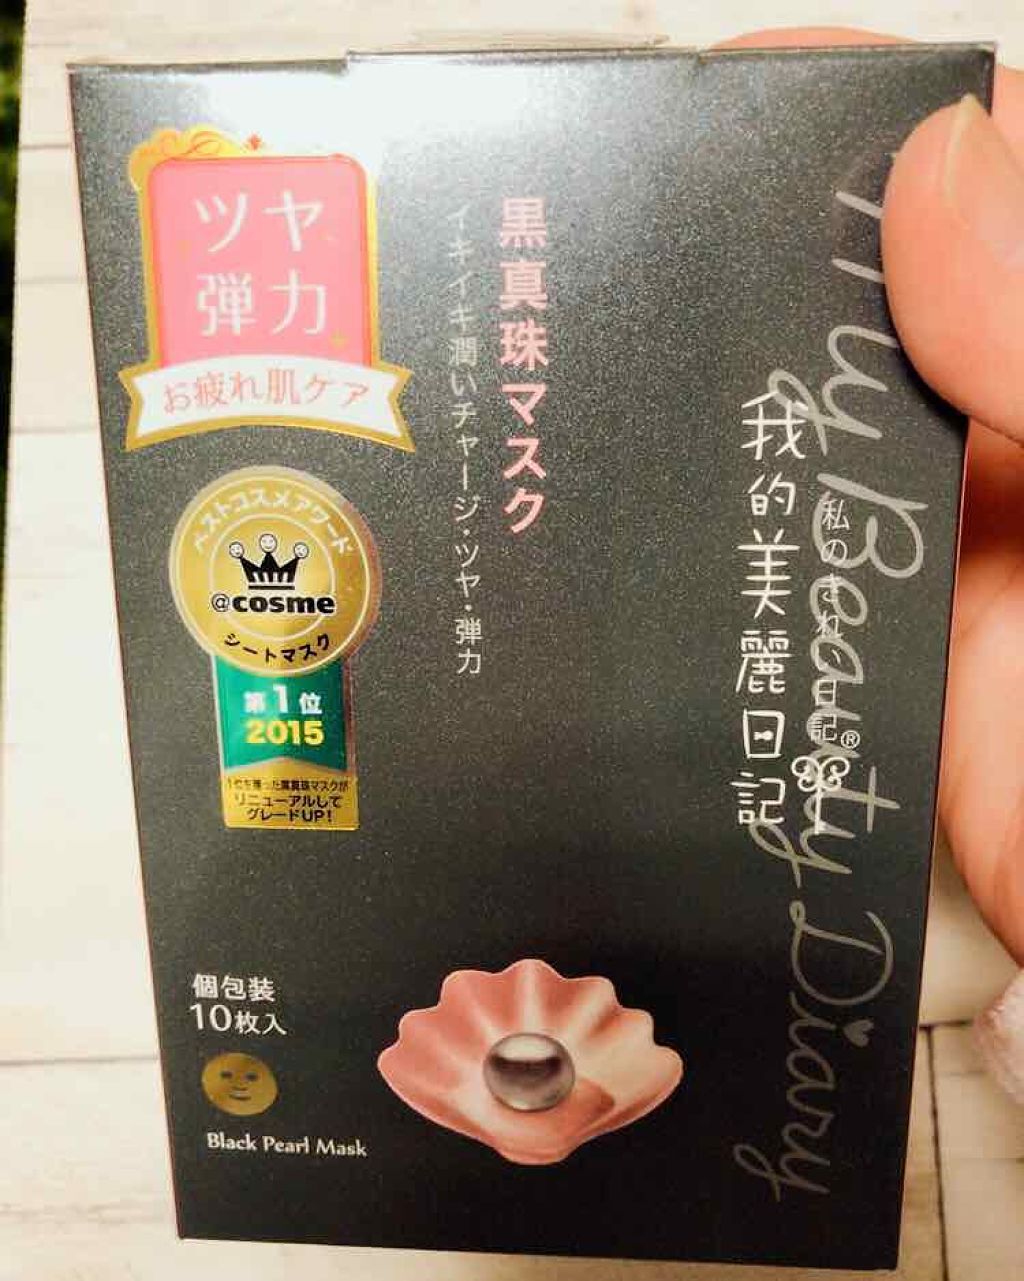 ツヤ
弾力
お疲れ肌ケア
黒真珠マスク
イキイキ潤いチャージ・ツヤ・弾力
My Beauty Diary
我的美麗日記
私のきれい日記®
ベストコスメアワード
@cosme
シートマスク
第1位
2015
1位を獲った黒真珠マスクが
リニューアルして
グレードUP!
個包装
10枚入
Black Pearl Mask